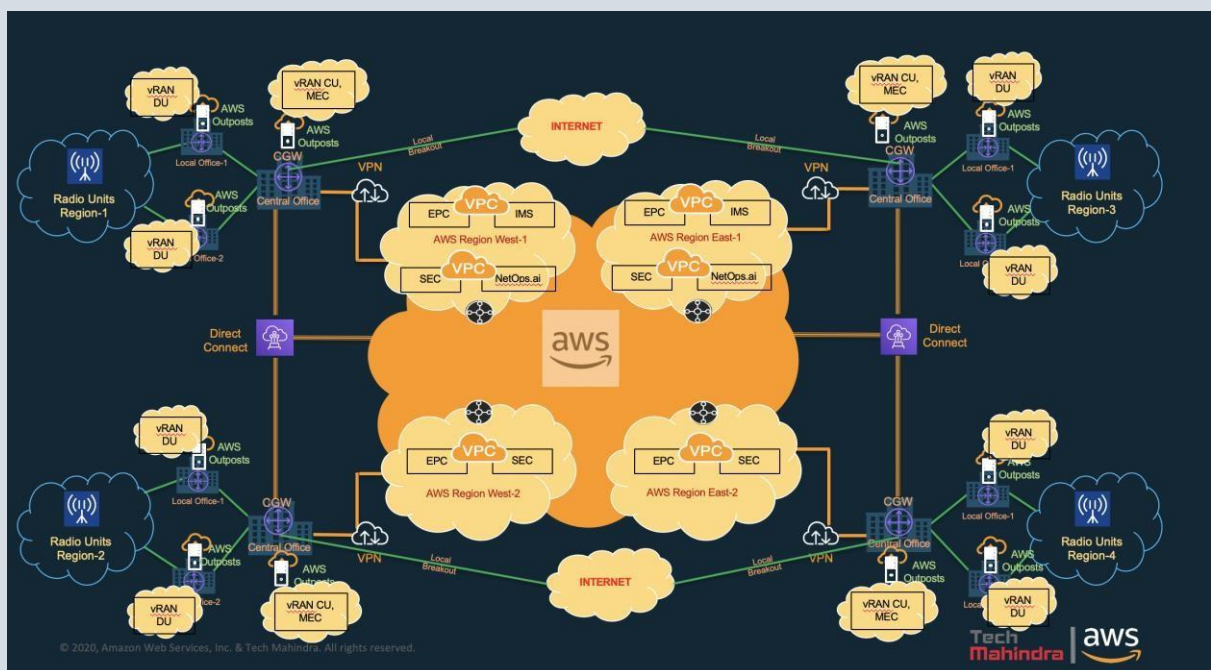 vRAN
DU
AWS
Outposts
Local Office-1
Radio Units
Region-1
AWS
Outposts
vRAN
DU
Office-2
vRAN CU,
MEC
AWS
Outposts
CGW
Central Office
VPN
Local
Breakout
INTERNET
Local
Breakout
VPN
vRAN CU,
MEC
AWS
Outposts
CGW
Central Office
vRAN
DU
AWS
Outposts
Local Office-1
Radio Units
Region-3
AWS
Outposts
vRAN
DU
EPC
VPC
IMS
AWS Region West-1
SEC
VPC
NetOps.ai
EPC
VPC
IMS
AWS Region East-1
SEC
VPC
NetOps.ai
Direct
Connect
aws
Direct
Connect
EPC
VPC
SEC
AWS Region West-2
EPC
VPC
SEC
AWS Region East-2
vRAN
DU
AWS
Outposts
Local Office-1
Radio Units
Region-2
AWS
Outposts
Office-2
vRAN
DU
CGW
Central Office
AWS
Outposts
vRAN CU,
MEC
VPN
Local
Breakout
INTERNET
Local
Breakout
VPN
CGW
Central Office
AWS
Outposts
vRAN CU,
MEC
vRAN
DU
AWS
Outposts
Local Office-1
Radio Units
Region-4
AWS
Outposts
vRAN
DU
© 2020, Amazon Web Services, Inc. & Tech Mahindra. All rights reserved.
Tech
Mahindra
aws